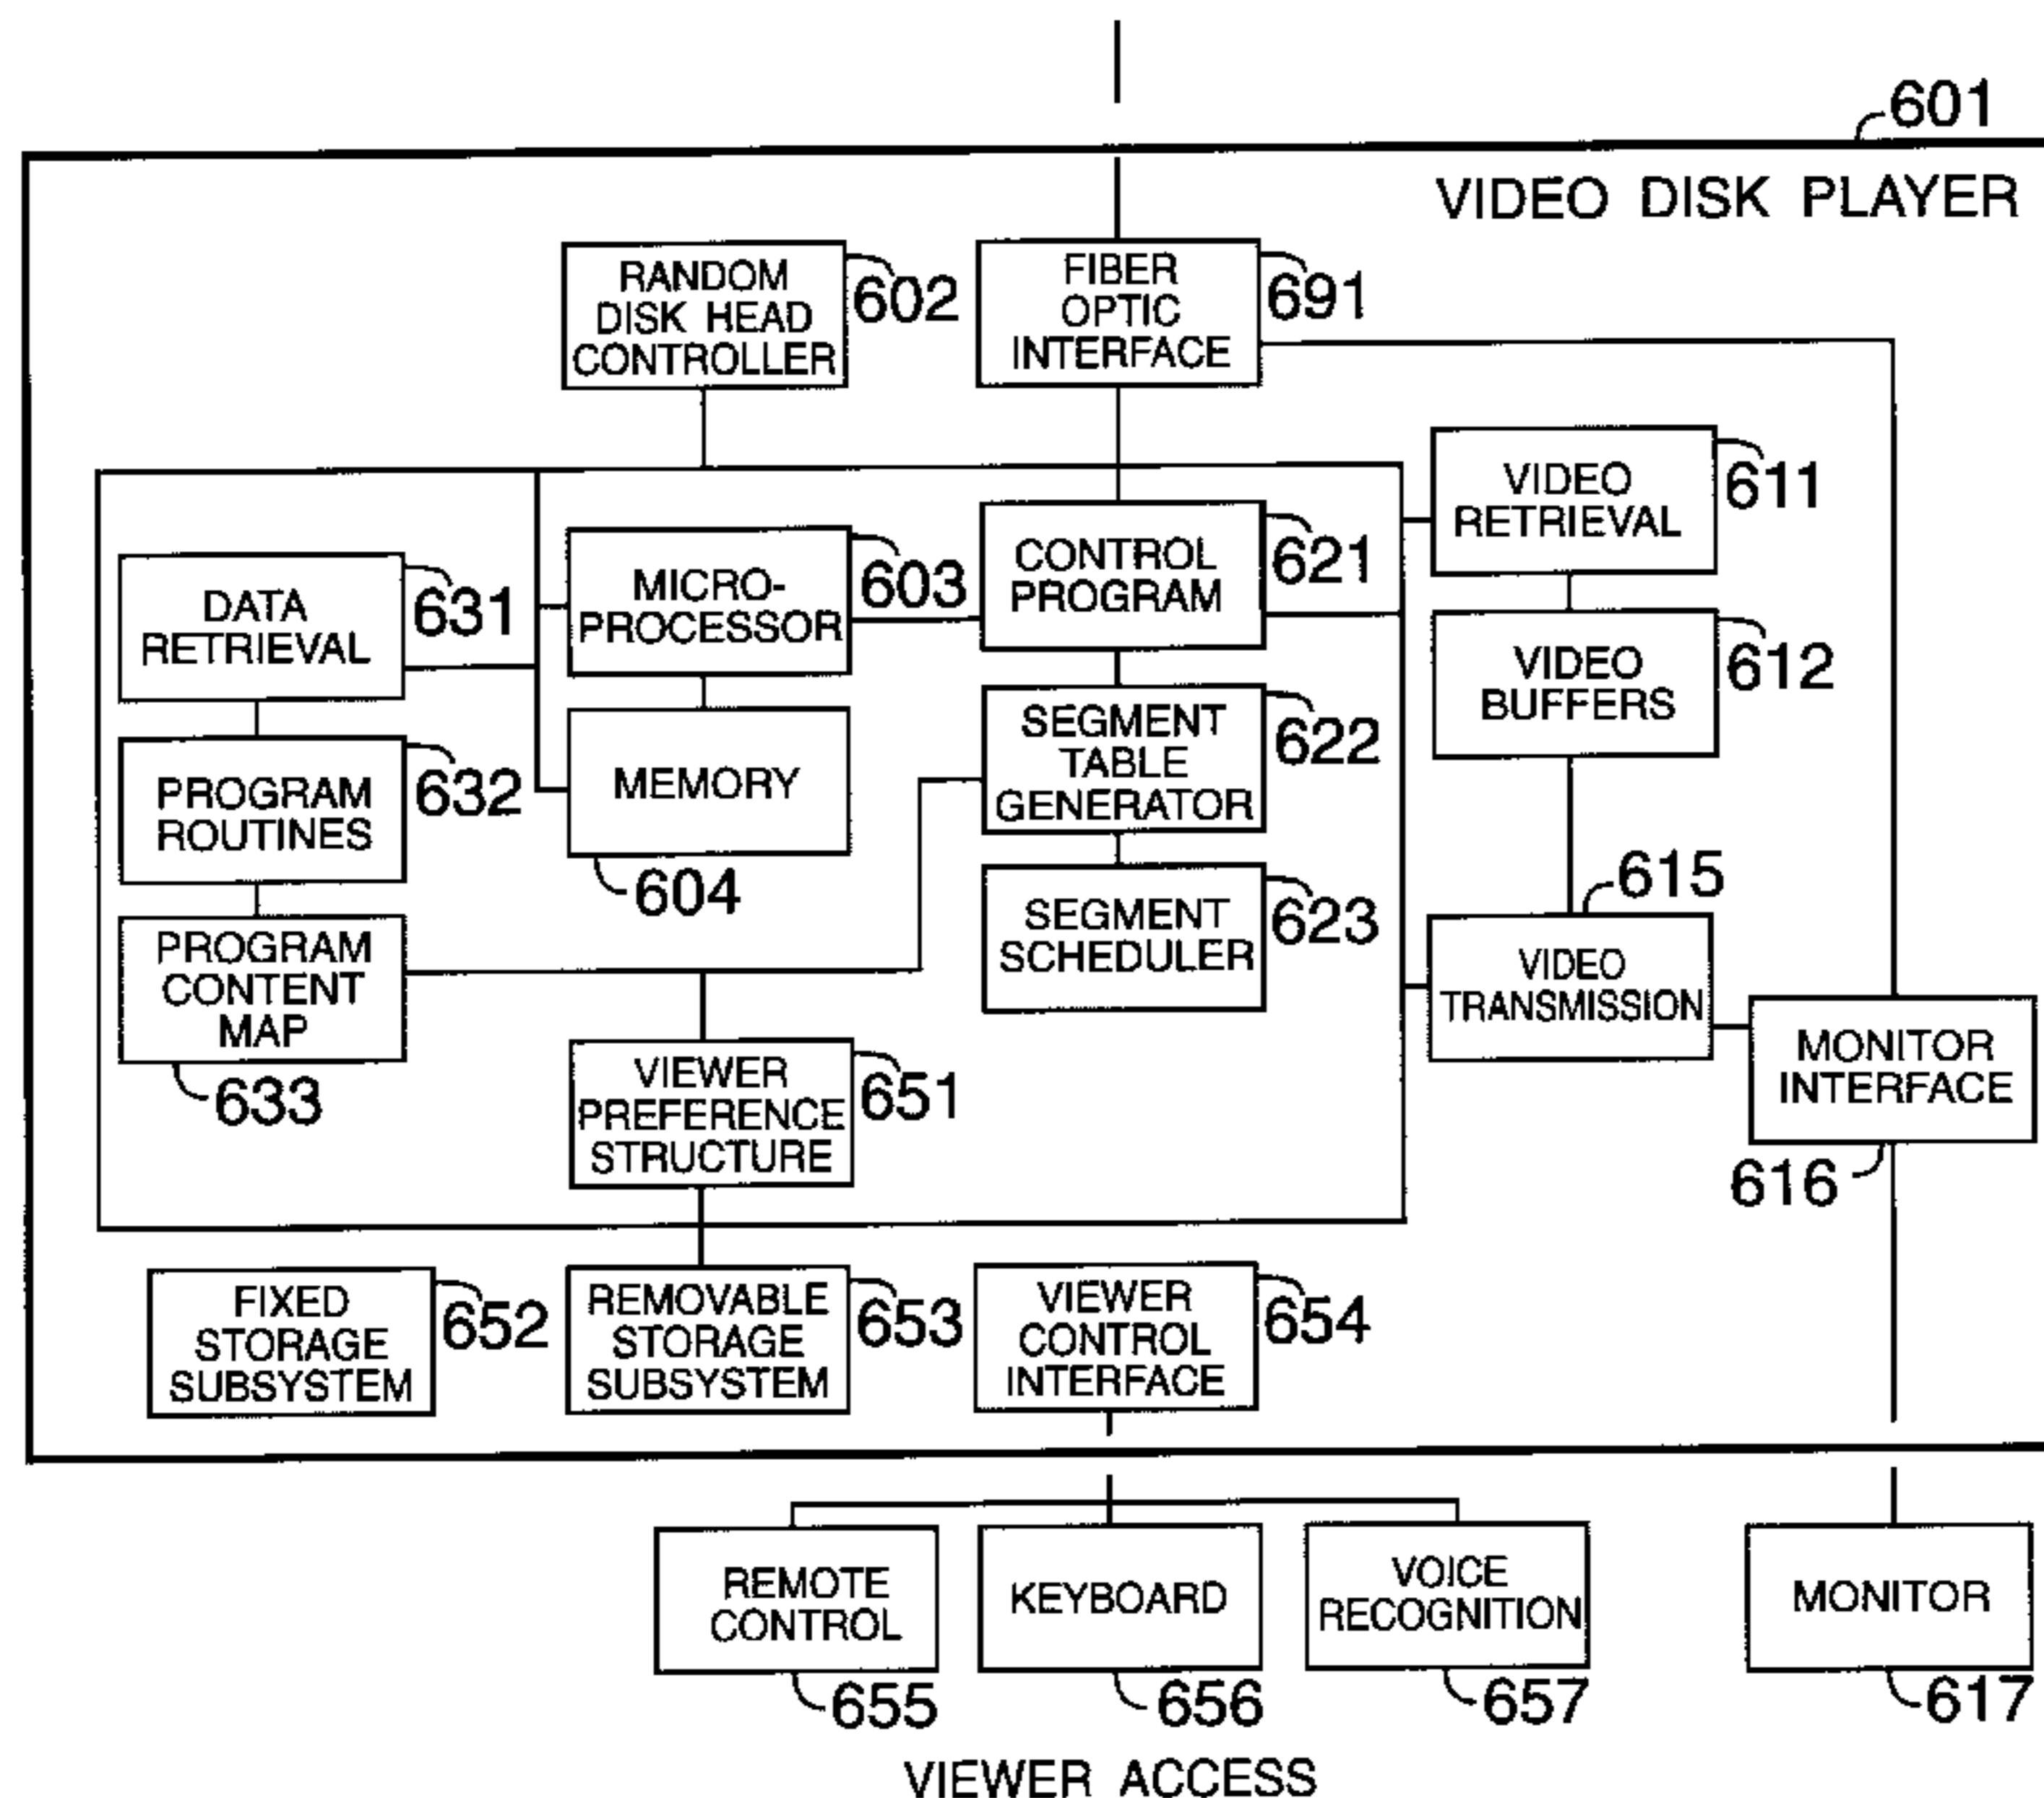 601
VIDEO DISK PLAYER
RANDOM
DISK HEAD
CONTROLLER
602
FIBER
OPTIC
INTERFACE
691
VIDEO
RETRIEVAL
611
DATA
RETRIEVAL
631
MICRO-
PROCESSOR
603
CONTROL
PROGRAM
621
VIDEO
BUFFERS
612
PROGRAM
ROUTINES
632
MEMORY
604
SEGMENT
TABLE
GENERATOR
622
PROGRAM
CONTENT
MAP
633
SEGMENT
SCHEDULER
623
615
VIDEO
TRANSMISSION
MONITOR
INTERFACE
616
VIEWER
PREFERENCE
STRUCTURE
651
FIXED
STORAGE
SUBSYSTEM
652
REMOVABLE
STORAGE
SUBSYSTEM
653
VIEWER
CONTROL
INTERFACE
654
REMOTE
CONTROL
655
KEYBOARD
656
VOICE
RECOGNITION
657
MONITOR
617
VIEWER ACCESS